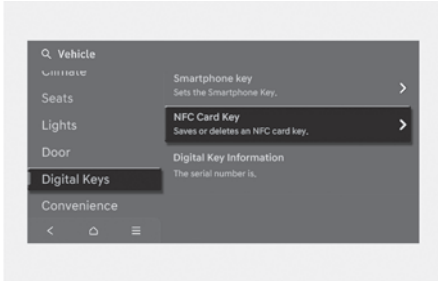 Vehicle
Climate
Seats
Lights
Door
Digital Keys
Convenience
Smartphone key
Sets the Smartphone Key.
NFC Card Key
Saves or deletes an NFC card key.
Digital Key Information
The serial number is.